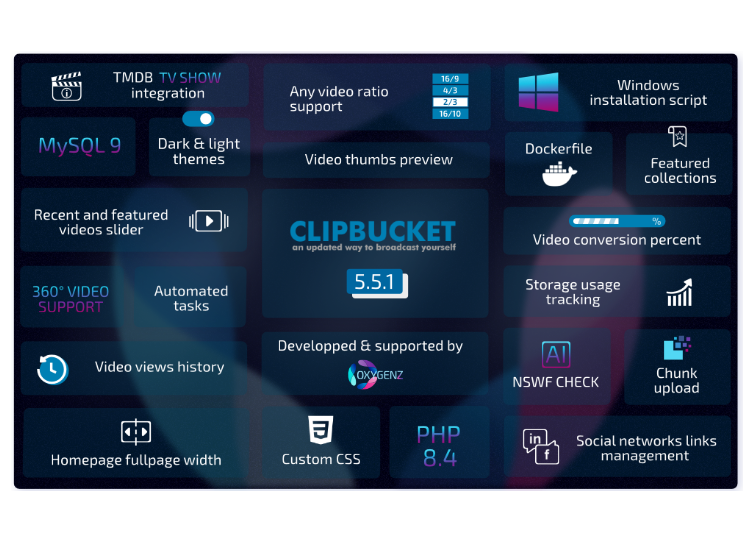 TMDB TV SHOW
integration
Any video ratio
support
16/9
4/3
2/3
16/10
Windows
installation script
MySQL 9
Dark & light
themes
Video thumbs preview
Dockerfile
Featured
collections
Recent and featured
videos slider
CLIPBUCKET
an updated way to broadcast yourself
5.5.1
%
Video conversion percent
360° VIDEO
SUPPORT
Automated
tasks
Storage usage
tracking
Video views history
Developped & supported by
OXYGENZ
AI
NSWF CHECK
Chunk
upload
Homepage fullpage width
3
Custom CSS
PHP
8.4
in
f
Social networks links
management